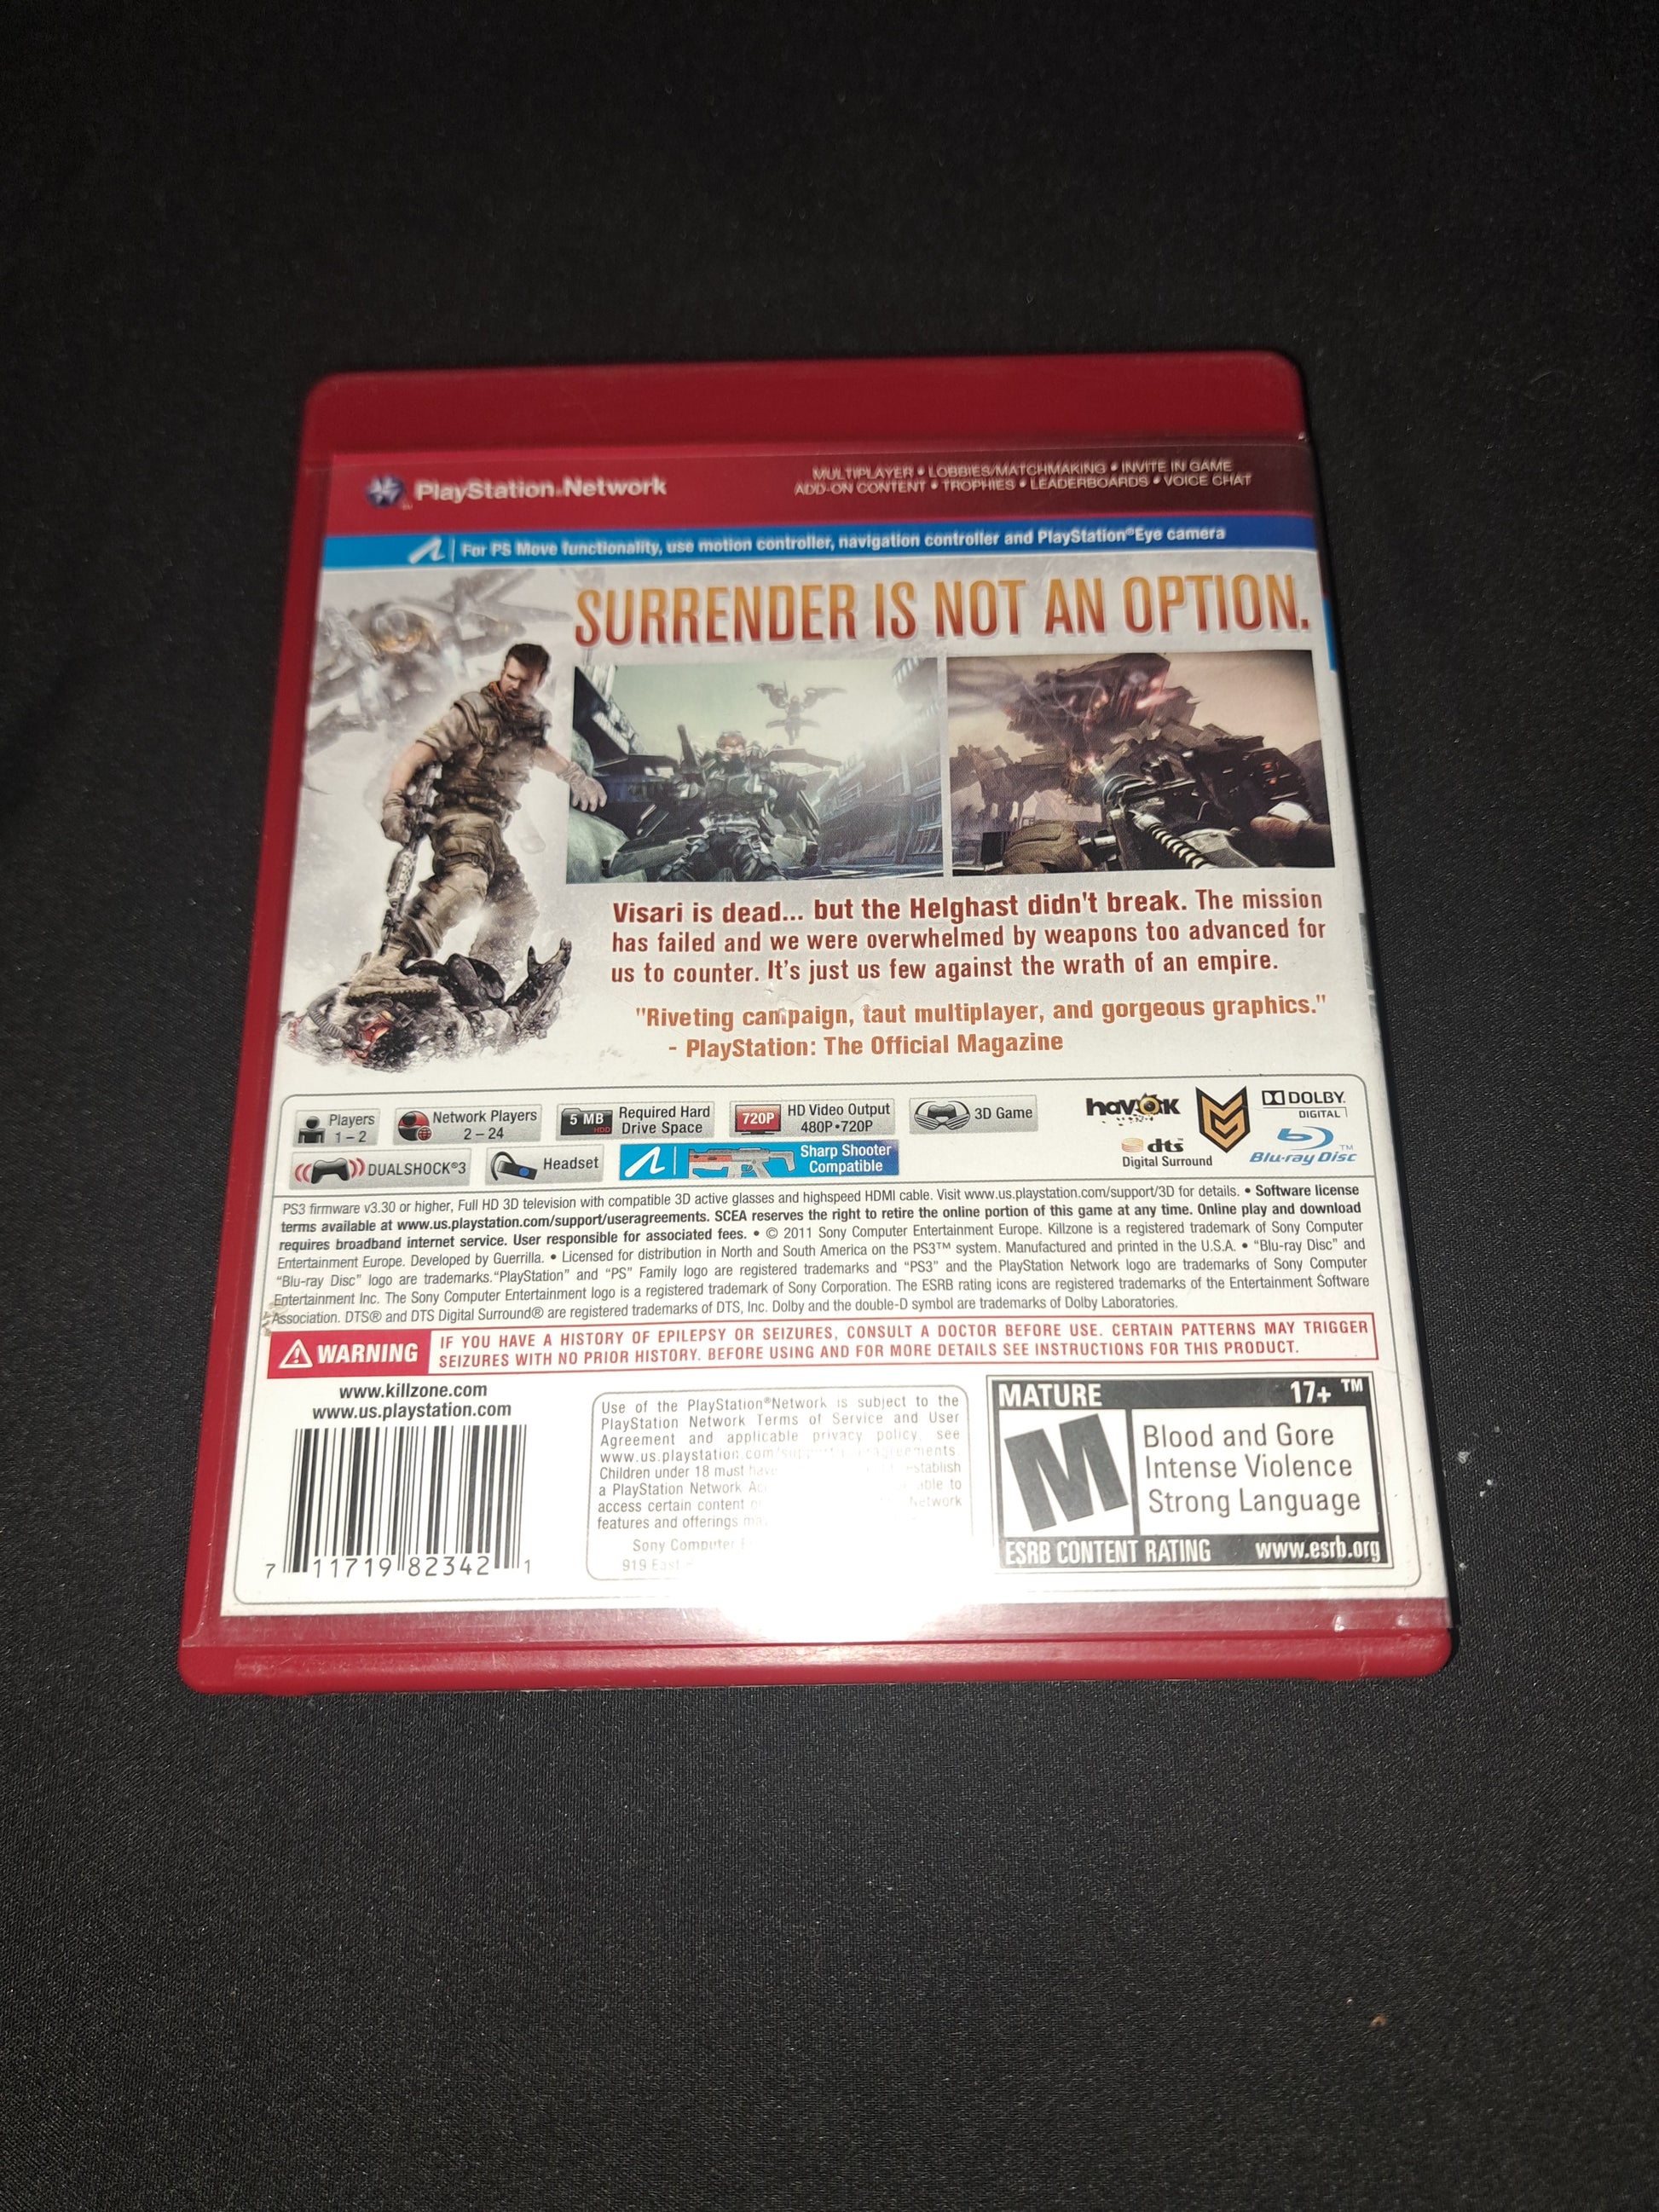 PlayStation®Network
MULTIPLAYER • LOBBIES/MATCHMAKING • INVITE IN GAME
ADD-ON CONTENT • TROPHIES • LEADERBOARDS • VOICE CHAT
For PS Move functionality, use motion controller, navigation controller and PlayStation®Eye camera
SURRENDER IS NOT AN OPTION.
Visari is dead... but the Helghast didn't break. The mission
has failed and we were overwhelmed by weapons too advanced for
us to counter. It's just us few against the wrath of an empire.
"Riveting campaign, taut multiplayer, and gorgeous graphics."
- PlayStation: The Official Magazine
Players
1 – 2
Network Players
2 – 24
5 MB
HDD
Required Hard
Drive Space
720P
HD Video Output
480P•720P
3D Game
havok
DOLBY
DIGITAL
DUALSHOCK®3
Headset
Sharp Shooter
Compatible
dts™
Digital Surround
Blu-ray Disc™
PS3 firmware v3.30 or higher, Full HD 3D television with compatible 3D active glasses and highspeed HDMI cable. Visit www.us.playstation.com/support/3D for details. • Software license
terms available at www.us.playstation.com/support/useragreements. SCEA reserves the right to retire the online portion of this game at any time. Online play and download
requires broadband internet service. User responsible for associated fees. • © 2011 Sony Computer Entertainment Europe. Killzone is a registered trademark of Sony Computer
Entertainment Europe. Developed by Guerrilla. • Licensed for distribution in North and South America on the PS3™ system. Manufactured and printed in the U.S.A. • "Blu-ray Disc" and
"Blu-ray Disc" logo are trademarks."PlayStation" and "PS" Family logo are registered trademarks and "PS3" and the PlayStation Network logo are trademarks of Sony Computer
Entertainment Inc. The Sony Computer Entertainment logo is a registered trademark of Sony Corporation. The ESRB rating icons are registered trademarks of the Entertainment Software
Association. DTS® and DTS Digital Surround® are registered trademarks of DTS, Inc. Dolby and the double-D symbol are trademarks of Dolby Laboratories.
WARNING
IF YOU HAVE A HISTORY OF EPILEPSY OR SEIZURES, CONSULT A DOCTOR BEFORE USE. CERTAIN PATTERNS MAY TRIGGER
SEIZURES WITH NO PRIOR HISTORY. BEFORE USING AND FOR MORE DETAILS SEE INSTRUCTIONS FOR THIS PRODUCT.
www.killzone.com
www.us.playstation.com
7 11719 82342 1
Use of the PlayStation®Network is subject to the
PlayStation Network Terms of Service and User
Agreement and applicable privacy policy, see
www.us.playstation.com/
Children under 18 must have establish
a PlayStation Network able to
access certain content Network
features and offerings
Sony Computer
919 East
MATURE 17+ ™
M
Blood and Gore
Intense Violence
Strong Language
ESRB CONTENT RATING www.esrb.org